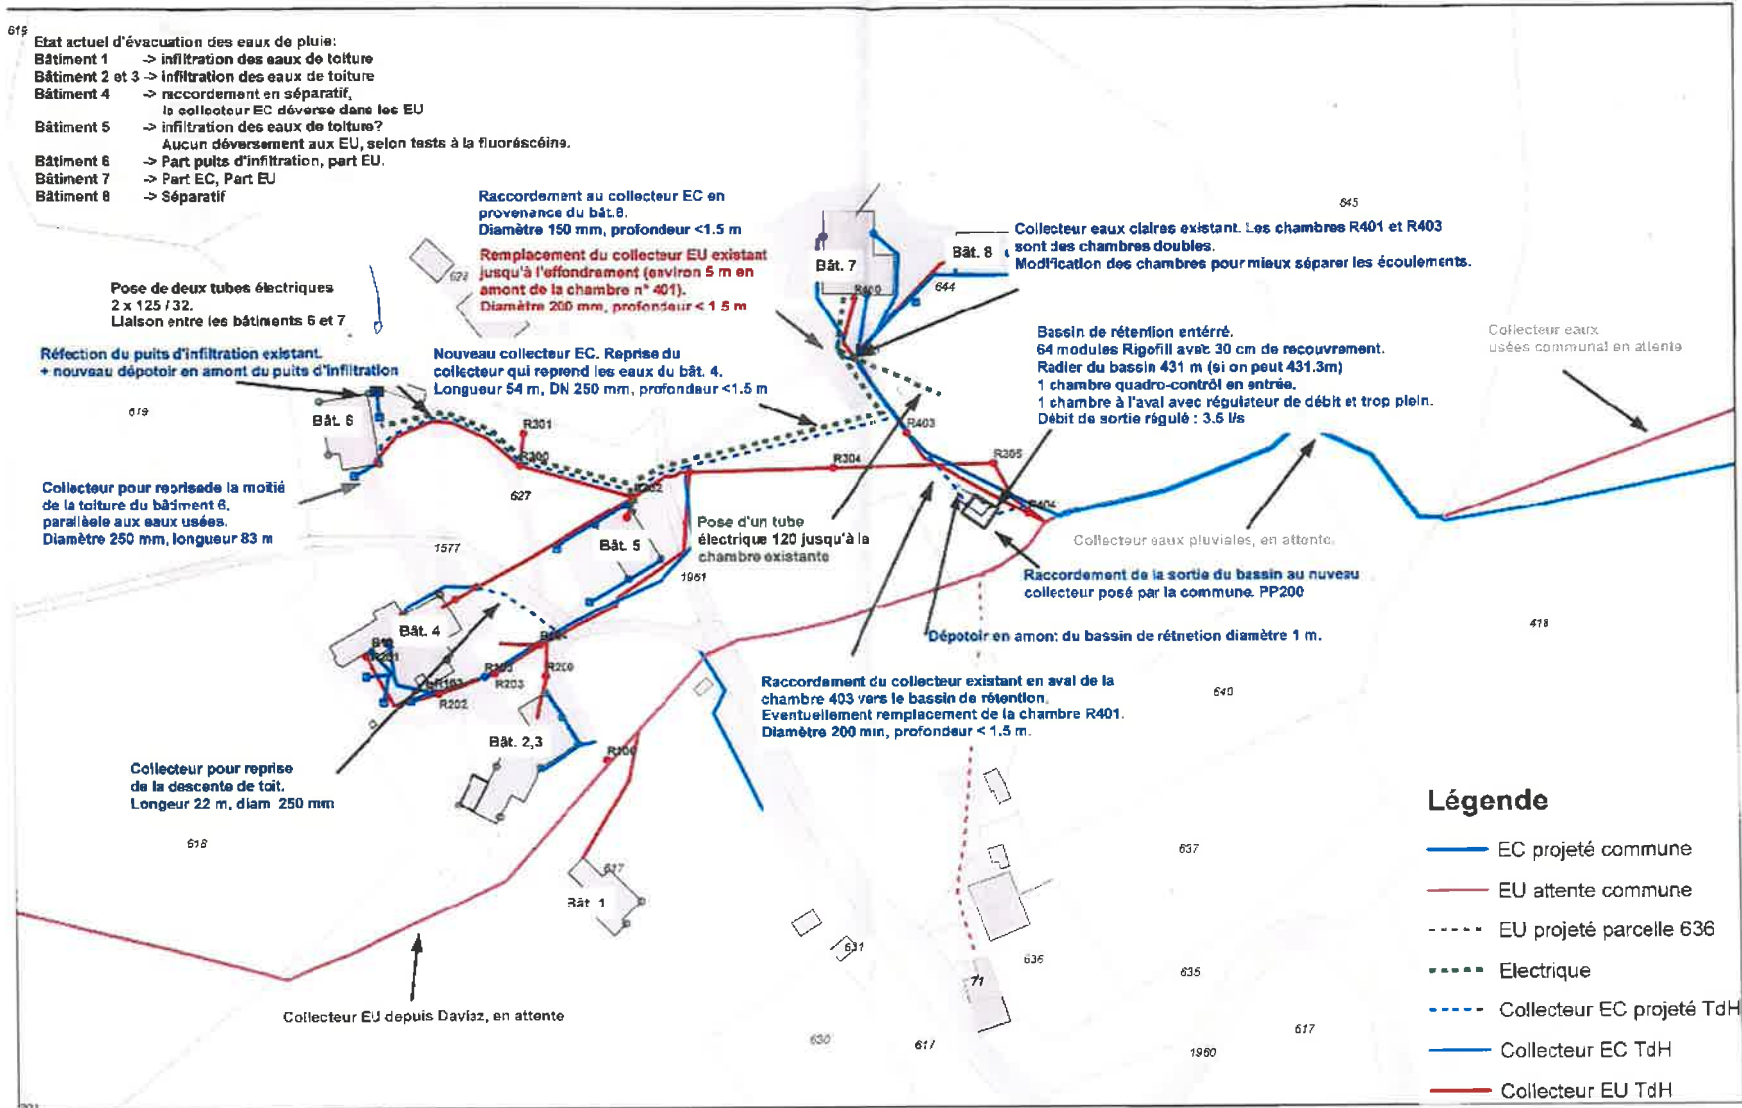 619
Etat actuel d'évacuation des eaux de pluie:
Bâtiment 1 -> infiltration des eaux de toiture
Bâtiment 2 et 3 -> infiltration des eaux de toiture
Bâtiment 4 -> raccordement en séparatif,
le collecteur EC déverse dans les EU
Bâtiment 5 -> infiltration des eaux de toiture?
Aucun déversement aux EU, selon tests à la fluoréscéine.
Bâtiment 6 -> Part puits d'infiltration, part EU.
Bâtiment 7 -> Part EC, Part EU
Bâtiment 8 -> Séparatif
Raccordement au collecteur EC en
provenance du bât.8.
Diamètre 150 mm, profondeur <1.5 m
Remplacement du collecteur EU existant
jusqu'à l'effondrement (environ 5 m en
amont de la chambre n° 401).
Diamètre 200 mm, profondeur < 1.5 m
645
Collecteur eaux claires existant. Les chambres R401 et R403
sont des chambres doubles.
Modification des chambres pour mieux séparer les écoulements.
Bât. 7
Bât. 8
644
628
R400
Pose de deux tubes électriques
2 x 125 / 32.
Liaison entre les bâtiments 6 et 7
Réfection du puits d'infiltration existant.
+ nouveau dépotoir en amont du puits d'infiltration
Nouveau collecteur EC. Reprise du
collecteur qui reprend les eaux du bât. 4.
Longueur 54 m, DN 250 mm, profondeur <1.5 m
Bassin de rétention entérré.
64 modules Rigofill avec 30 cm de recouvrement.
Radier du bassin 431 m (si on peut 431.3m)
1 chambre quadro-contrôl en entrée.
1 chambre à l'aval avec régulateur de débit et trop plein.
Débit de sortie régulé : 3.5 l/s
Collecteur eaux
usées communal en attente
619
Bât. 6
R301
R300
R403
R304
R305
R302
R404
627
Collecteur pour reprisede la moitié
de la toiture du bâtiment 6,
parallèele aux eaux usées.
Diamètre 250 mm, longueur 83 m
1577
Bât. 5
1961
Pose d'un tube
électrique 120 jusqu'à la
chambre existante
Collecteur eaux pluviales, en attente.
Raccordement de la sortie du bassin au nuveau
collecteur posé par la commune. PP200
Dépotoir en amont du bassin de rétnetion diamètre 1 m.
418
Bât. 4
R201
R103
R202
R203
R200
640
Raccordement du collecteur existant en aval de la
chambre 403 vers le bassin de rétention.
Eventuellement remplacement de la chambre R401.
Diamètre 200 mm, profondeur < 1.5 m.
Bât. 2,3
R100
Collecteur pour reprise
de la descente de toit.
Longeur 22 m, diam 250 mm
618
617
Bât. 1
631
636
635
637
71
630
617
1960
617
Collecteur EU depuis Daviaz, en attente
Légende
EC projeté commune
EU attente commune
EU projeté parcelle 636
Electrique
Collecteur EC projeté TdH
Collecteur EC TdH
Collecteur EU TdH